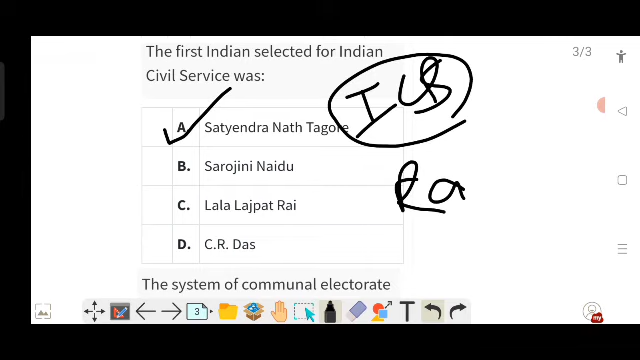 The first Indian selected for Indian
3/3
Civil Service was:
ICS
A. Satyendra Nath Tagore
B. Sarojini Naidu
Ra
C. Lala Lajpat Rai
D. C.R. Das
The system of communal electorate
3
T
my